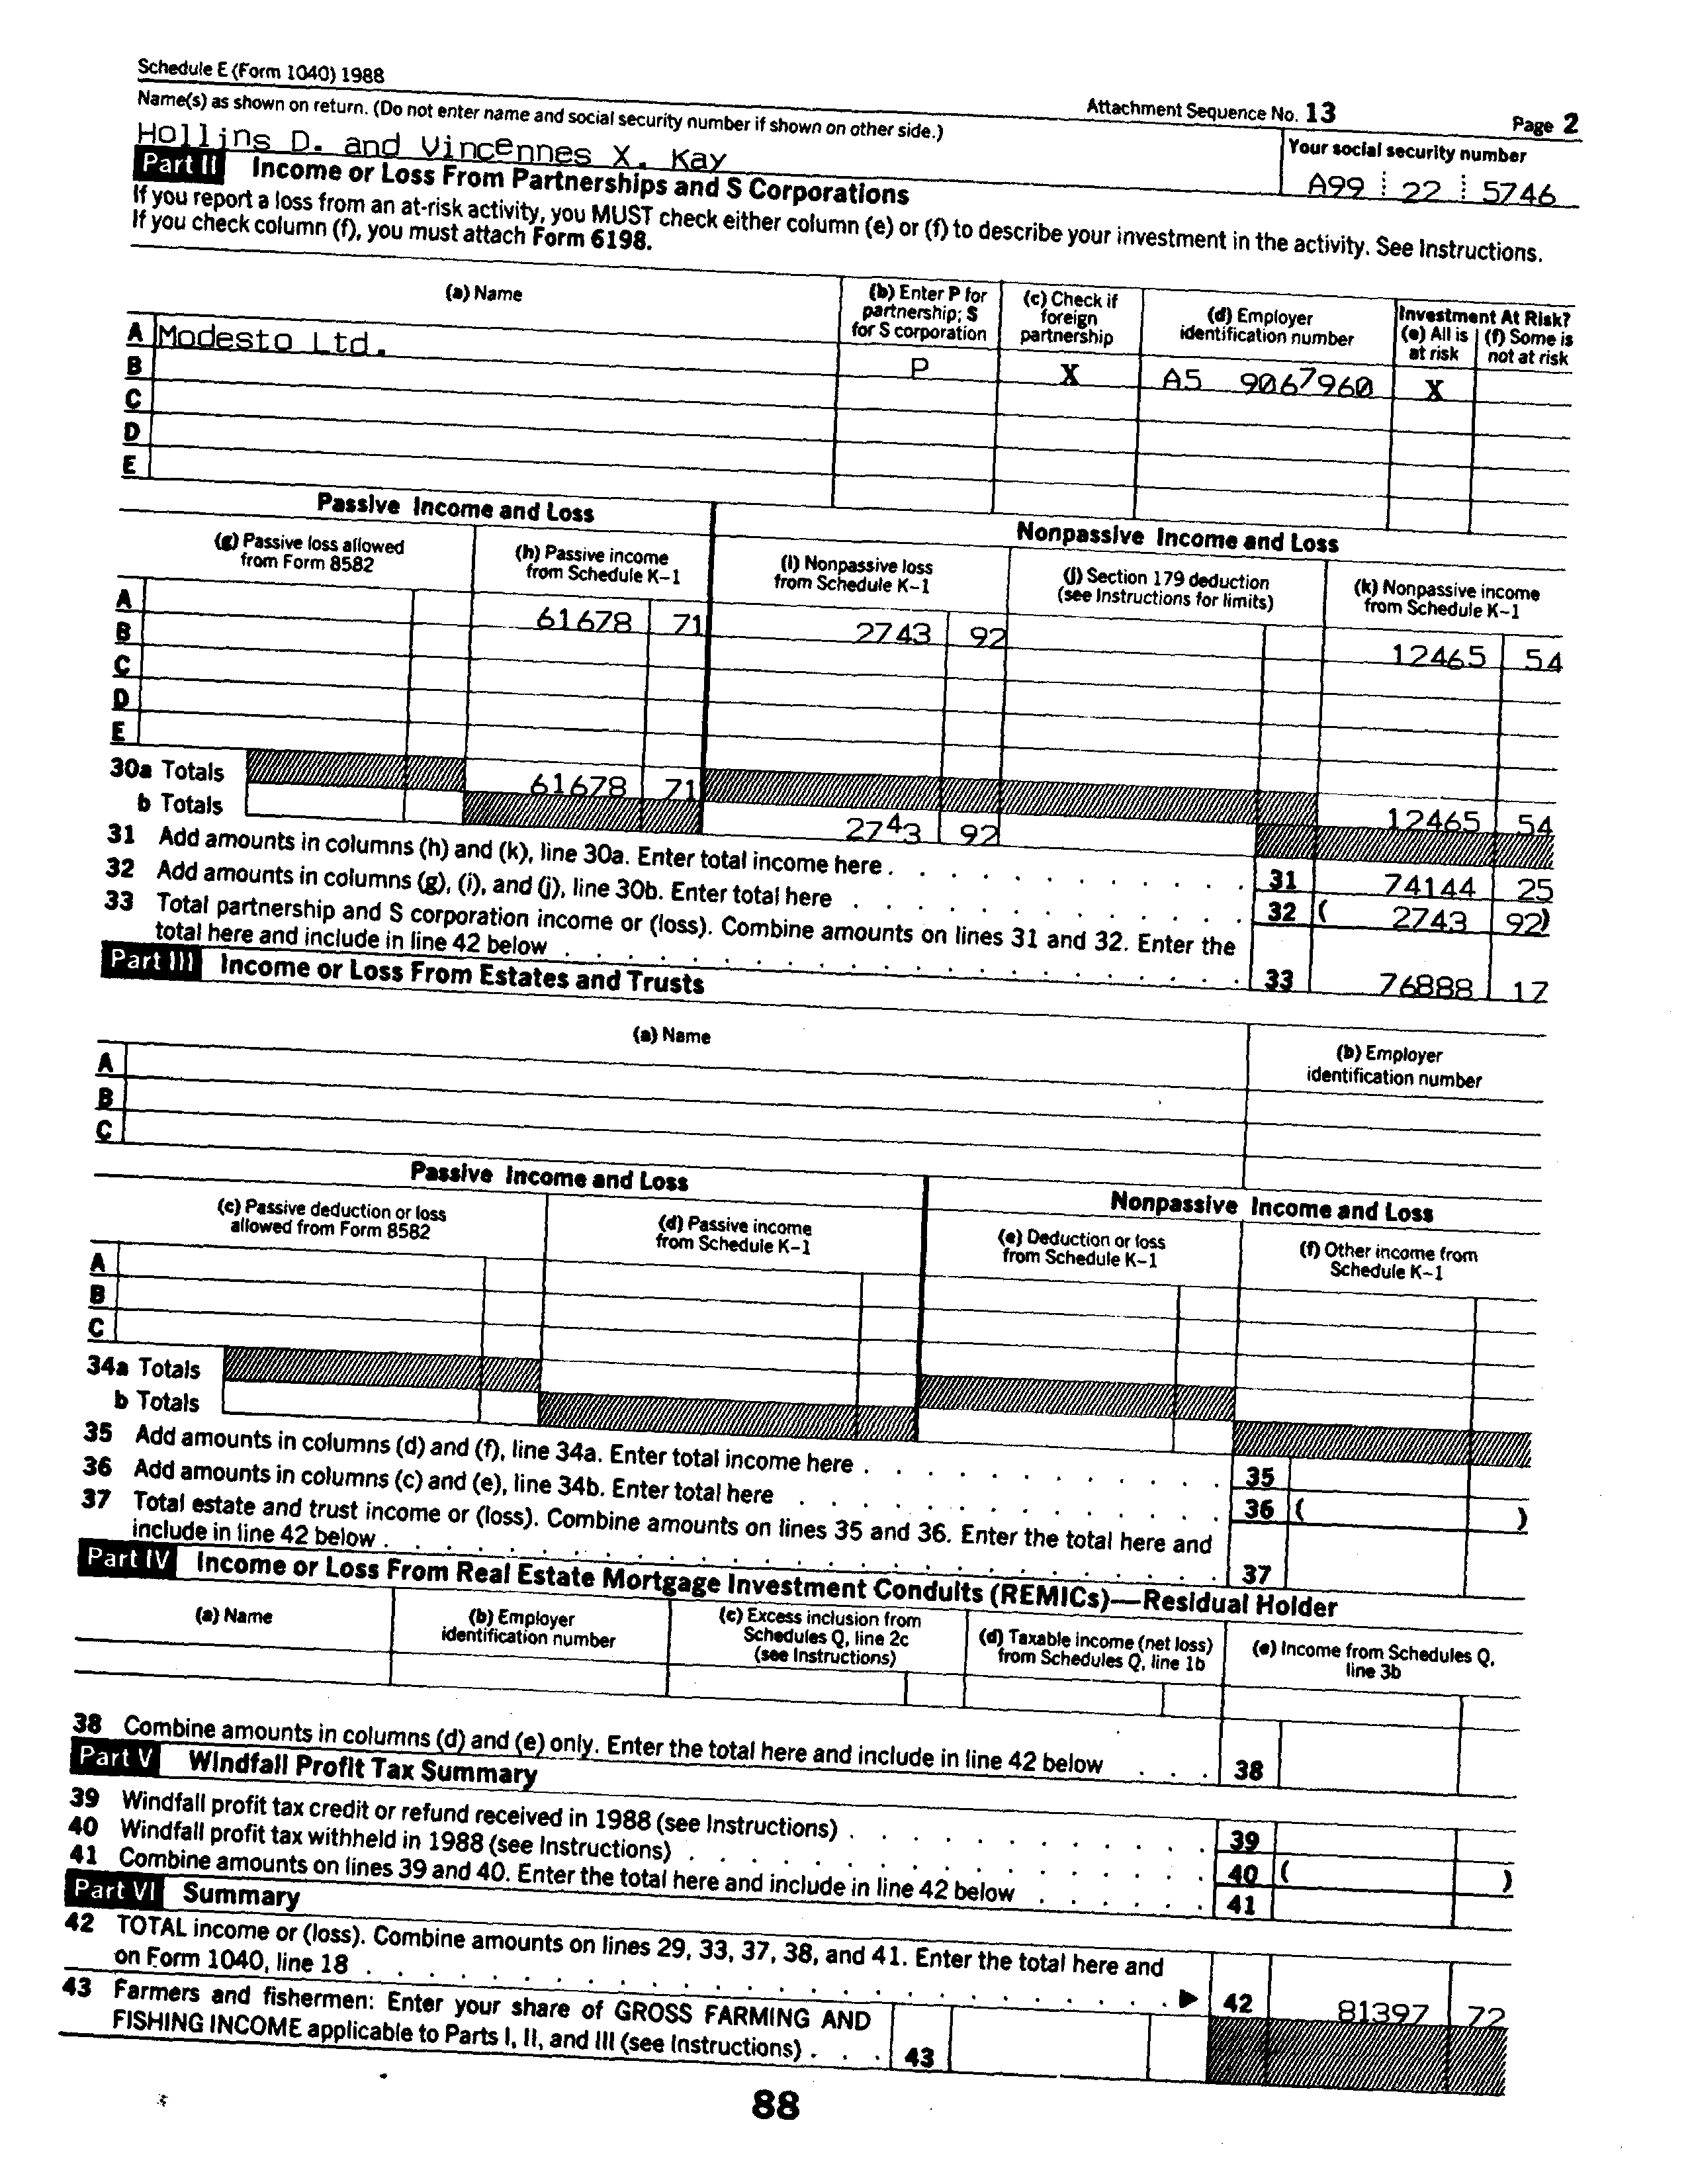 Schedule E (Form 1040) 1988
Attachment Sequence No. 13 Page 2
Name(s) as shown on return. (Do not enter name and social security number if shown on other side.)
Your social security number
Hollins D. and Vincennes X. Kay
A99 22 5746
Part II Income or Loss From Partnerships and S Corporations
If you report a loss from an at-risk activity, you MUST check either column (e) or (f) to describe your investment in the activity. See Instructions.
If you check column (f), you must attach Form 6198.
(a) Name
(b) Enter P for partnership; S for S corporation
(c) Check if foreign partnership
(d) Employer identification number
Investment At Risk?
(e) All is at risk
(f) Some is not at risk
A Modesto Ltd. P X A5 9067960 X
B
C
D
E
Passive Income and Loss
Nonpassive Income and Loss
(g) Passive loss allowed from Form 8582
(h) Passive income from Schedule K-1
(i) Nonpassive loss from Schedule K-1
(j) Section 179 deduction (see Instructions for limits)
(k) Nonpassive income from Schedule K-1
A 61678 71 2743 92 12465 54
B
C
D
E
30a Totals 61678 71 12465 54
b Totals 2743 92
31 Add amounts in columns (h) and (k), line 30a. Enter total income here . 31 74144 25
32 Add amounts in columns (g), (i), and (j), line 30b. Enter total here 32 ( 2743 92)
33 Total partnership and S corporation income or (loss). Combine amounts on lines 31 and 32. Enter the
total here and include in line 42 below 33 76888 17
Part III Income or Loss From Estates and Trusts
(a) Name
(b) Employer identification number
A
B
C
Passive Income and Loss
Nonpassive Income and Loss
(c) Passive deduction or loss allowed from Form 8582
(d) Passive income from Schedule K-1
(e) Deduction or loss from Schedule K-1
(f) Other income from Schedule K-1
A
B
C
34a Totals
b Totals
35 Add amounts in columns (d) and (f), line 34a. Enter total income here . 35
36 Add amounts in columns (c) and (e), line 34b. Enter total here 36 ( )
37 Total estate and trust income or (loss). Combine amounts on lines 35 and 36. Enter the total here and
include in line 42 below . 37
Part IV Income or Loss From Real Estate Mortgage Investment Conduits (REMICs)—Residual Holder
(a) Name
(b) Employer identification number
(c) Excess inclusion from Schedules Q, line 2c (see Instructions)
(d) Taxable income (net loss) from Schedules Q, line 1b
(e) Income from Schedules Q, line 3b
38 Combine amounts in columns (d) and (e) only. Enter the total here and include in line 42 below 38
Part V Windfall Profit Tax Summary
39 Windfall profit tax credit or refund received in 1988 (see Instructions) . 39
40 Windfall profit tax withheld in 1988 (see Instructions) 40 ( )
41 Combine amounts on lines 39 and 40. Enter the total here and include in line 42 below 41
Part VI Summary
42 TOTAL income or (loss). Combine amounts on lines 29, 33, 37, 38, and 41. Enter the total here and
on Form 1040, line 18 ▶ 42 81397 72
43 Farmers and fishermen: Enter your share of GROSS FARMING AND
FISHING INCOME applicable to Parts I, II, and III (see Instructions) . 43
88